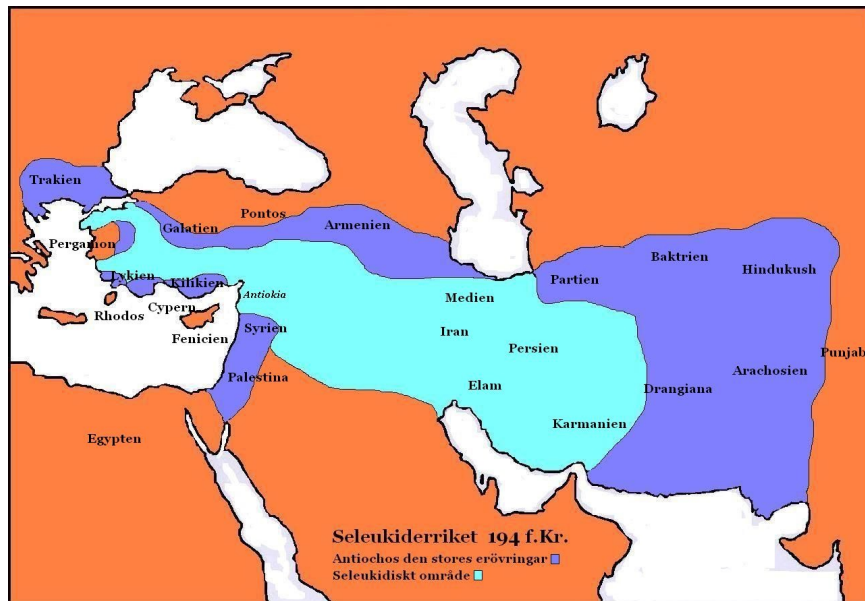 Trakien
Pontos
Galatien
Armenien
Pergamon
Baktrien
Hindukush
Lykien
Kilikien
Partien
Antiokia
Medien
Rhodos
Cypern
Syrien
Iran
Fenicien
Persien
Punjab
Palestina
Elam
Arachosien
Drangiana
Karmanien
Egypten
Seleukiderriket 194 f.Kr.
Antiochos den stores erövringar
Seleukidiskt område